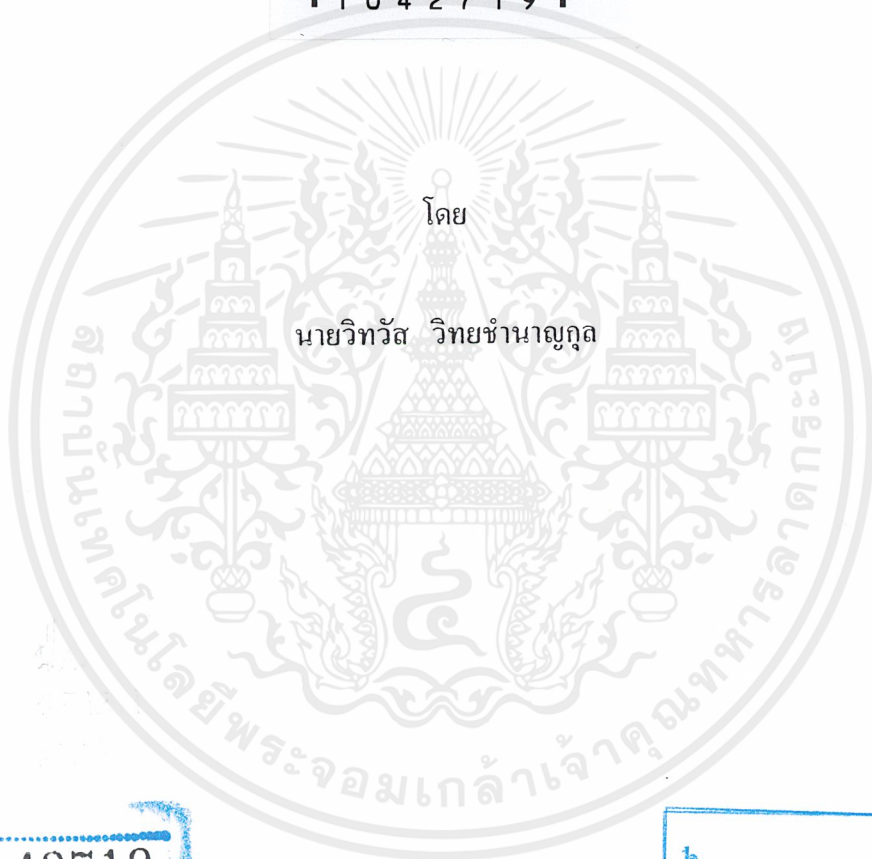 โดย
นายวิทวัส วิทยชำนาญกุล
สถาบันเทคโนโลยีพระจอมเกล้าเจ้าคุณทหารลาดกระบัง